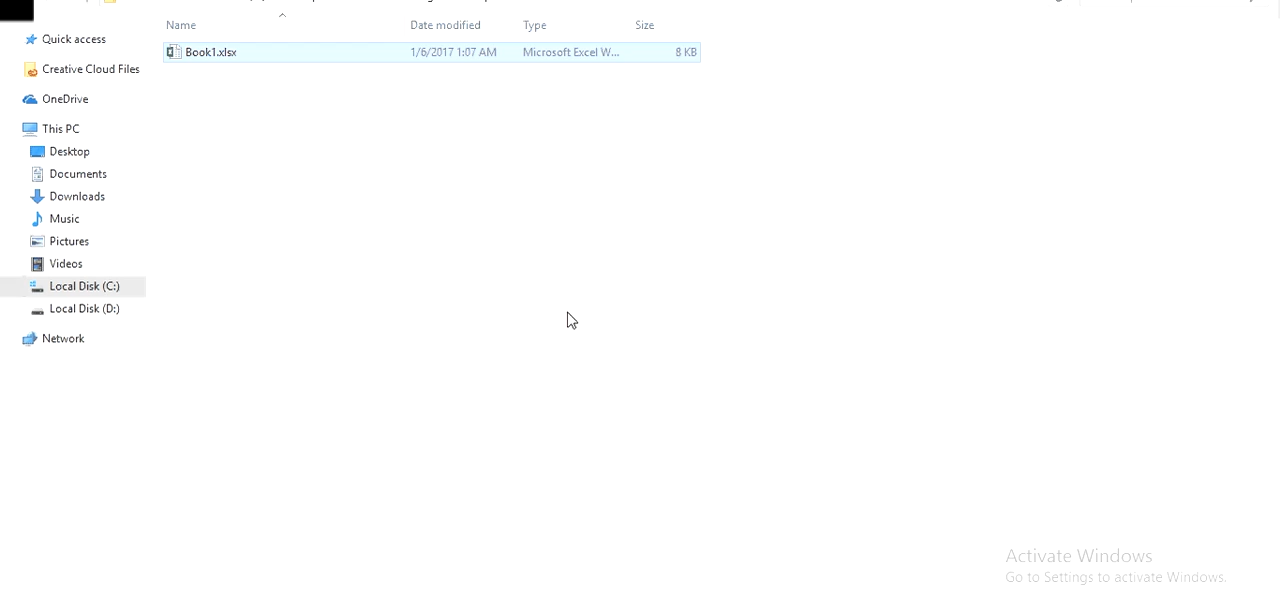 Name Date modified Type Size
Book1.xlsx 1/6/2017 1:07 AM Microsoft Excel W... 8 KB
Quick access
Creative Cloud Files
OneDrive
This PC
Desktop
Documents
Downloads
Music
Pictures
Videos
Local Disk (C:)
Local Disk (D:)
Network
Activate Windows
Go to Settings to activate Windows.